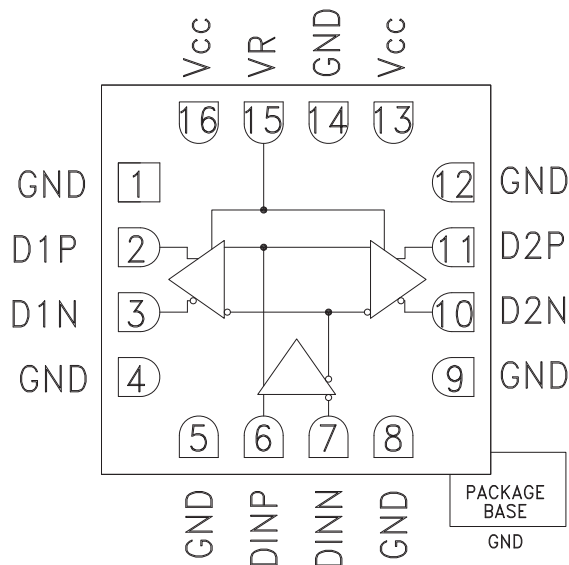 Vcc VR GND Vcc
16 15 14 13
GND 1 12 GND
D1P 2 11 D2P
D1N 3 10 D2N
GND 4 9 GND
5 6 7 8
GND DINP DINN GND
PACKAGE
BASE
GND